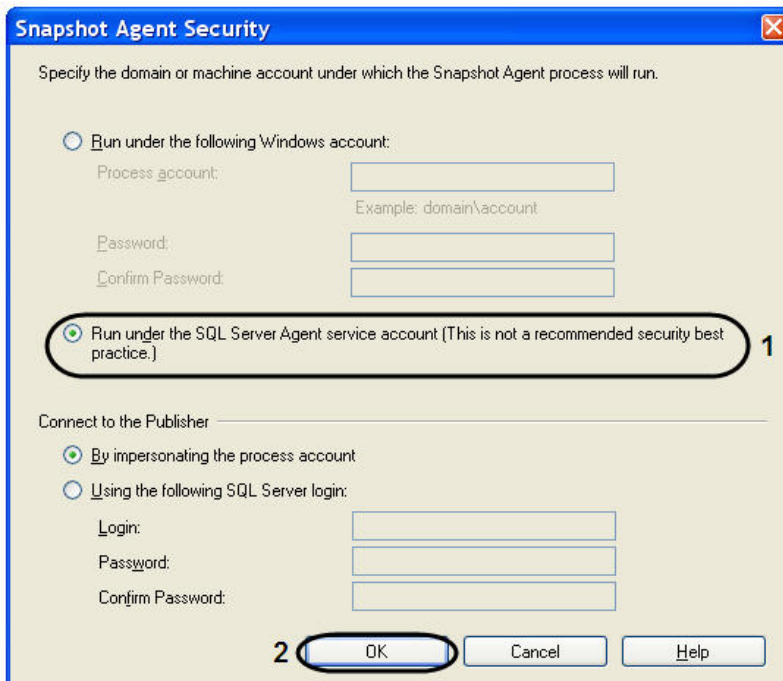 Snapshot Agent Security
Specify the domain or machine account under which the Snapshot Agent process will run.
Run under the following Windows account:
Process account:
Example: domain\account
Password:
Confirm Password:
Run under the SQL Server Agent service account (This is not a recommended security best
practice.)
1
Connect to the Publisher
By impersonating the process account
Using the following SQL Server login:
Login:
Password:
Confirm Password:
2
OK
Cancel
Help